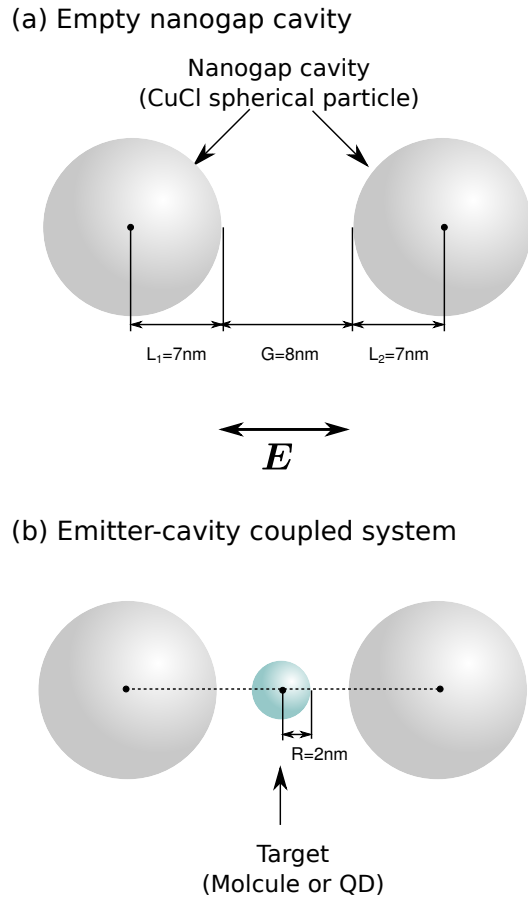 (a) Empty nanogap cavity
Nanogap cavity
(CuCl spherical particle)
L₁=7nm
G=8nm
L₂=7nm
E
(b) Emitter-cavity coupled system
R=2nm
Target
(Molcule or QD)